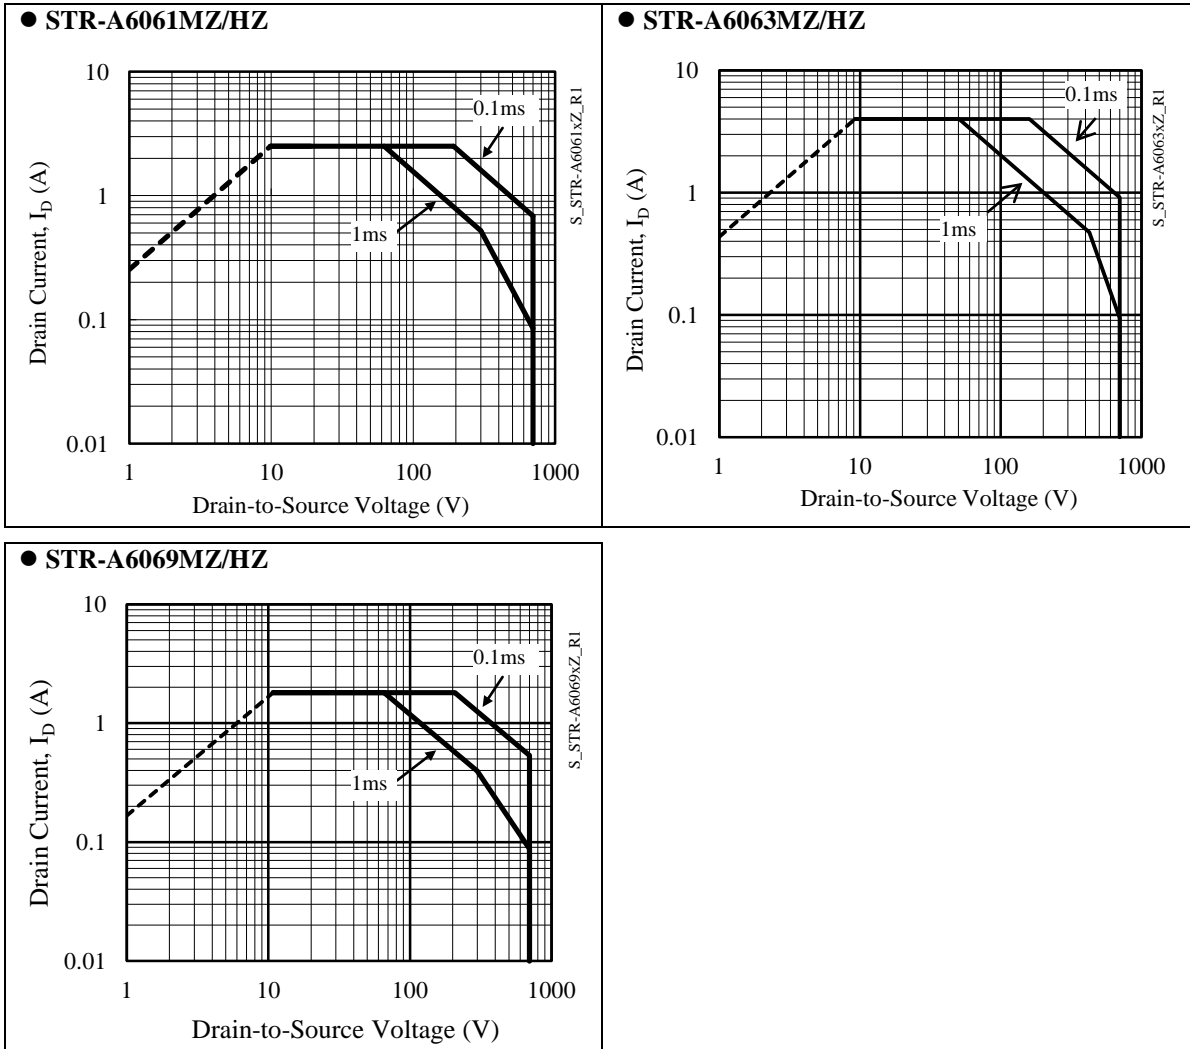 ● STR-A6061MZ/HZ
10
1
0.1
0.01
Drain Current, I_D (A)
0.1ms
1ms
S_STR-A6061xZ_R1
1 10 100 1000
Drain-to-Source Voltage (V)
● STR-A6063MZ/HZ
10
1
0.1
0.01
Drain Current, I_D (A)
0.1ms
1ms
S_STR-A6063xZ_R1
1 10 100 1000
Drain-to-Source Voltage (V)
● STR-A6069MZ/HZ
10
1
0.1
0.01
Drain Current, I_D (A)
0.1ms
1ms
S_STR-A6069xZ_R1
1 10 100 1000
Drain-to-Source Voltage (V)